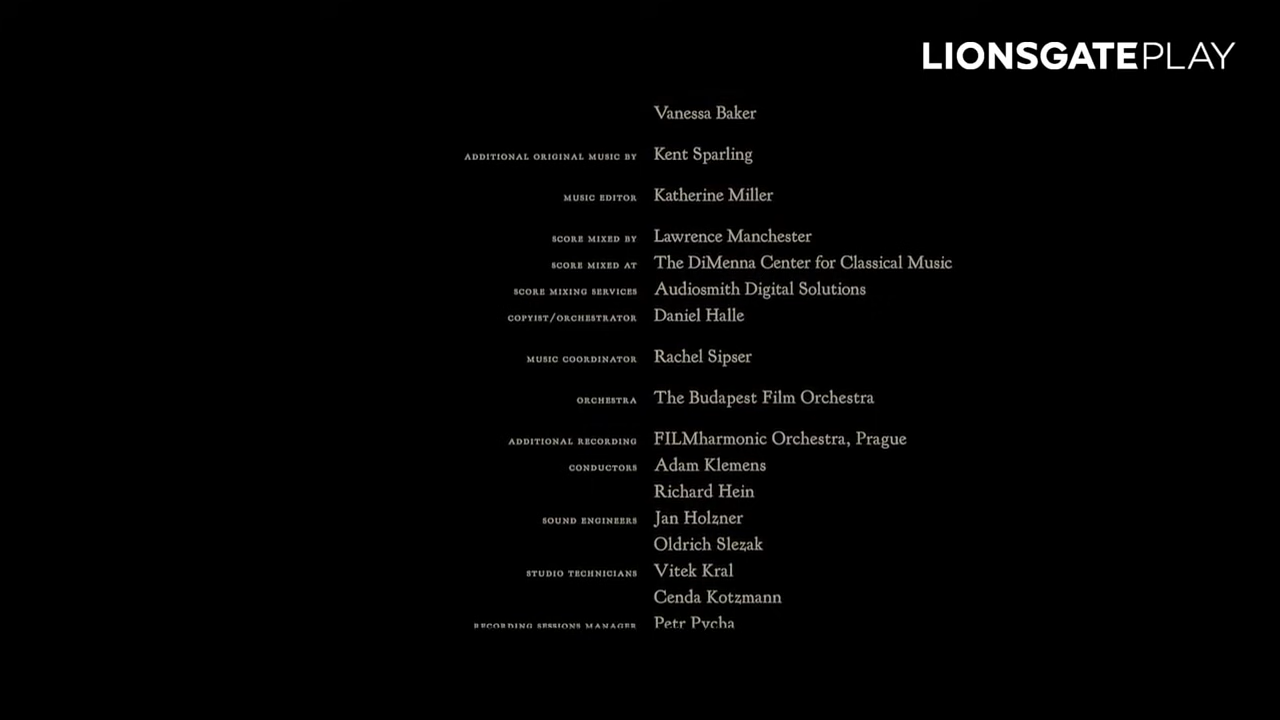 LIONSGATEPLAY
Vanessa Baker
ADDITIONAL ORIGINAL MUSIC BY Kent Sparling
MUSIC EDITOR Katherine Miller
SCORE MIXED BY Lawrence Manchester
SCORE MIXED AT The DiMenna Center for Classical Music
SCORE MIXING SERVICES Audiosmith Digital Solutions
COPYIST/ORCHESTRATOR Daniel Halle
MUSIC COORDINATOR Rachel Sipser
ORCHESTRA The Budapest Film Orchestra
ADDITIONAL RECORDING FILMharmonic Orchestra, Prague
CONDUCTORS Adam Klemens
Richard Hein
SOUND ENGINEERS Jan Holzner
Oldrich Slezak
STUDIO TECHNICIANS Vitek Kral
Cenda Kotzmann
RECORDING SESSIONS MANAGER Petr Pycha